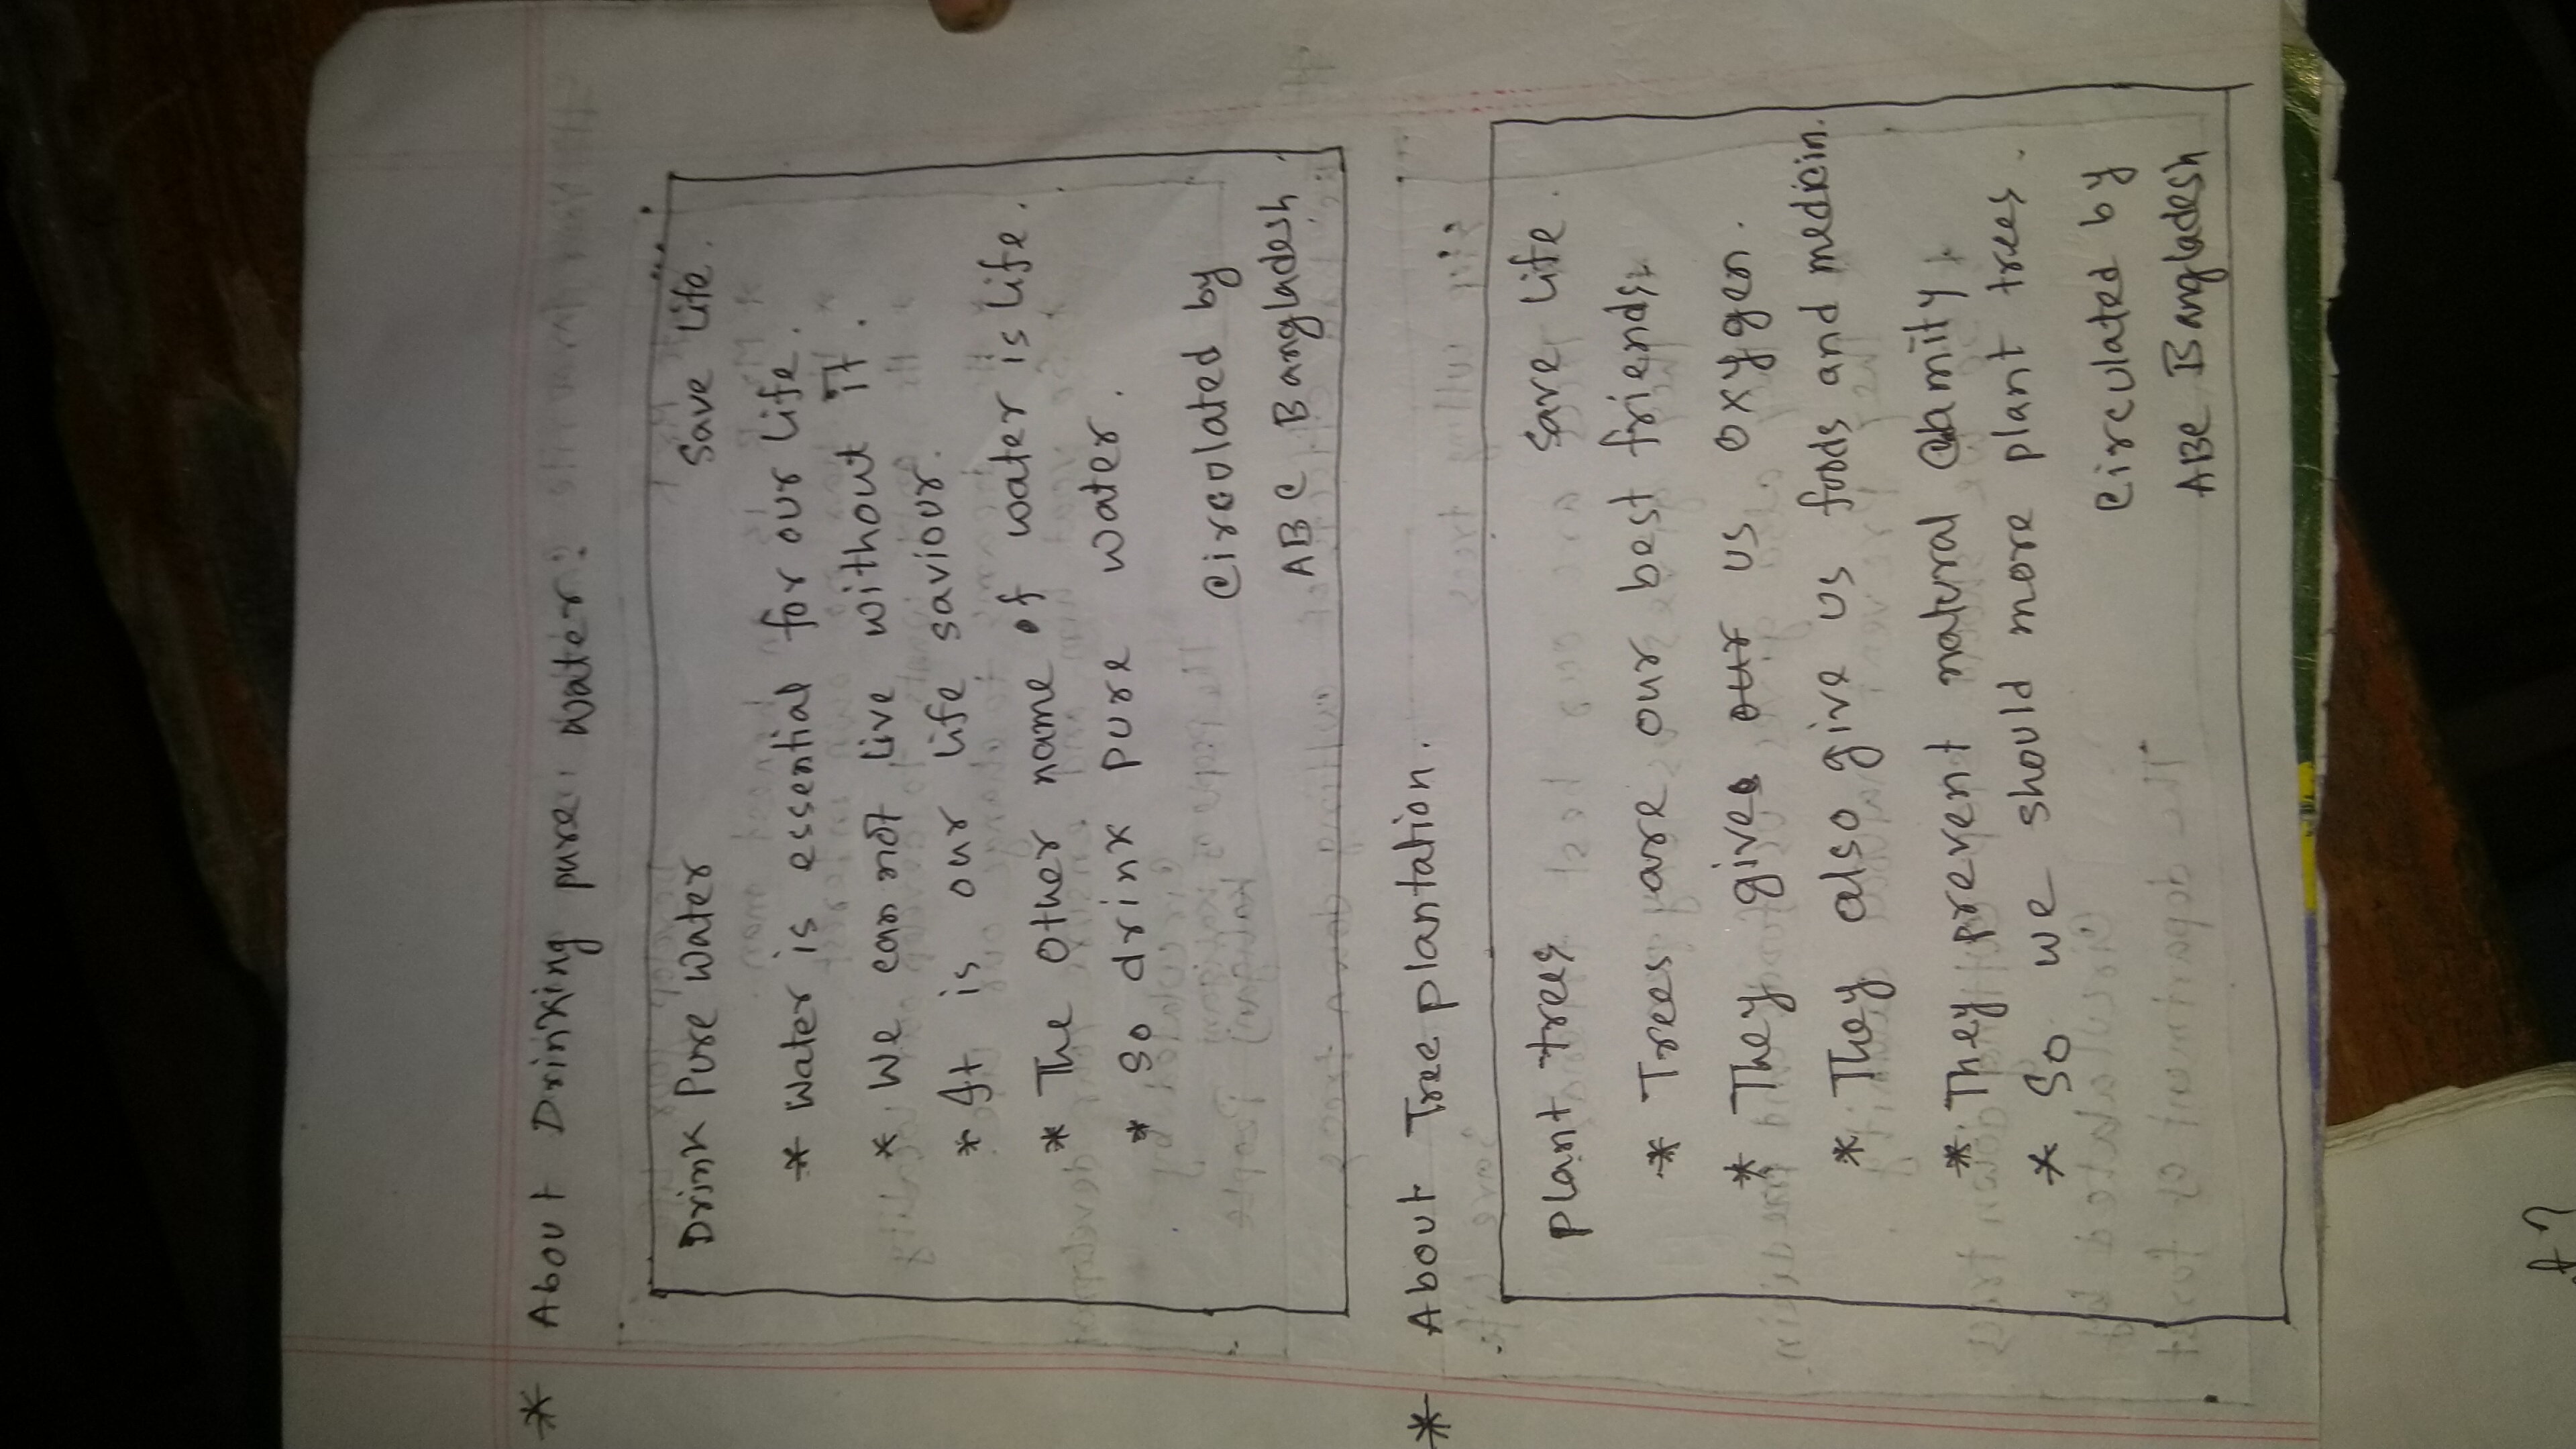 * About Drinking pure water:
Drink Pure Water Save Life.
* Water is essential for our life.
* We can not live without it.
* It is our life saviour.
* The other name of water is life.
* So drink pure water.
Circulated by
ABC Bangladesh
* About Tree plantation.
plant trees Save life.
* Trees are our best friends.
* They give our us oxygen.
* They also give us foods and medicin.
* They prevent natural
* So we should more plant trees.
Circulated by
ABC Bangladesh